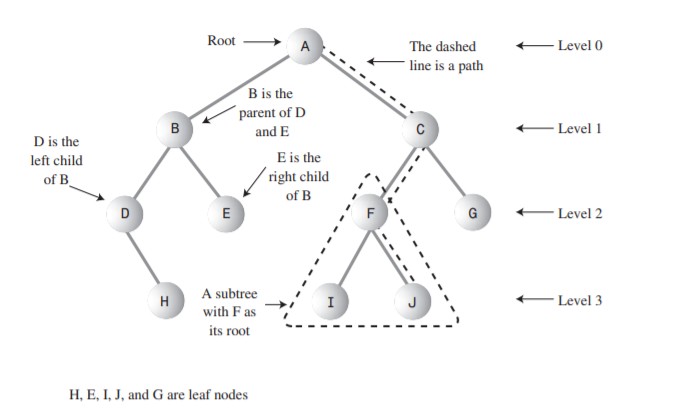 Root
A
The dashed
line is a path
Level 0
B is the
parent of D
and E
B
C
Level 1
D is the
left child
of B
E is the
right child
of B
D
E
F
G
Level 2
H
A subtree
with F as
its root
I
J
Level 3
H, E, I, J, and G are leaf nodes